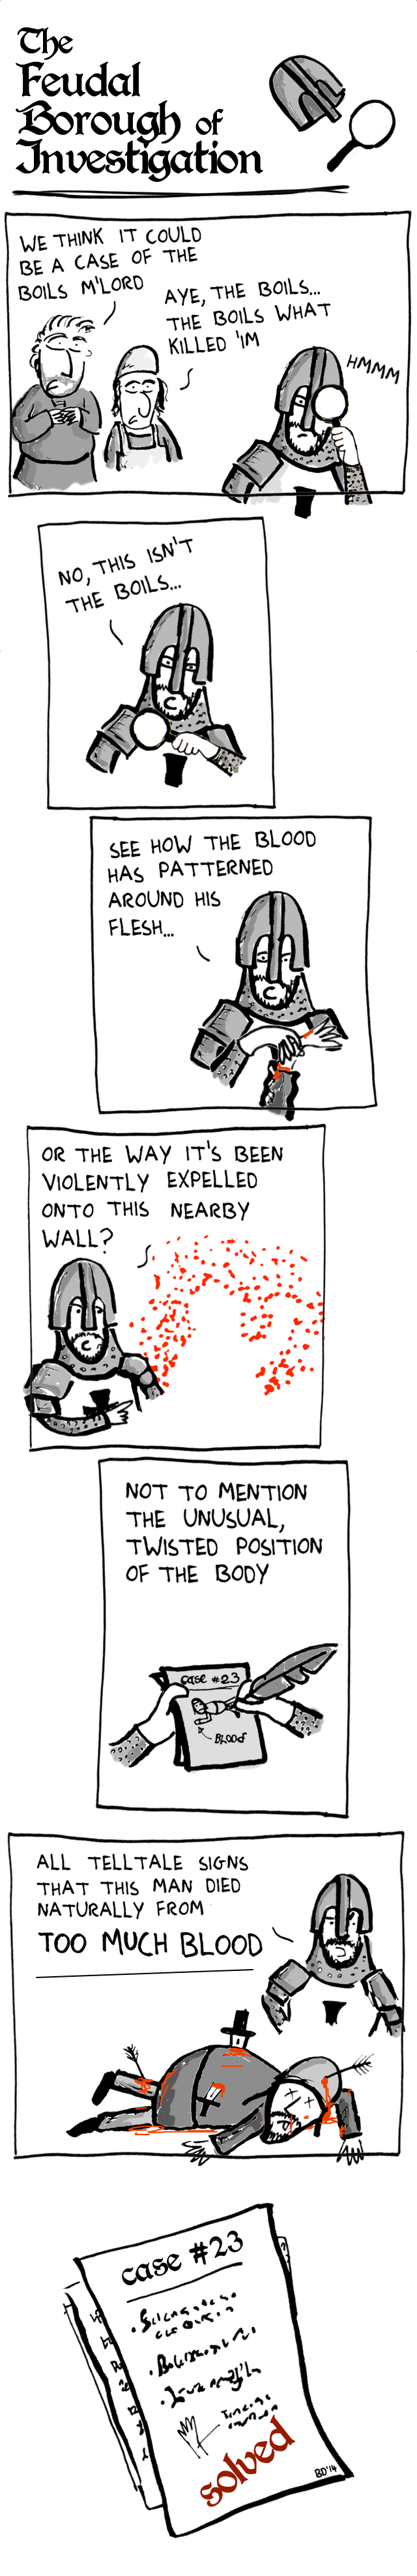 The
Feudal
Borough of
Investigation
WE THINK IT COULD
BE A CASE OF THE
BOILS M'LORD
AYE, THE BOILS...
THE BOILS WHAT
KILLED 'IM
HMMM
NO, THIS ISN'T
THE BOILS...
SEE HOW THE BLOOD
HAS PATTERNED
AROUND HIS
FLESH...
OR THE WAY IT'S BEEN
VIOLENTLY EXPELLED
ONTO THIS NEARBY
WALL?
NOT TO MENTION
THE UNUSUAL,
TWISTED POSITION
OF THE BODY
case #23
BLOOD
ALL TELLTALE SIGNS
THAT THIS MAN DIED
NATURALLY FROM
TOO MUCH BLOOD
case #23
solved
BD'14